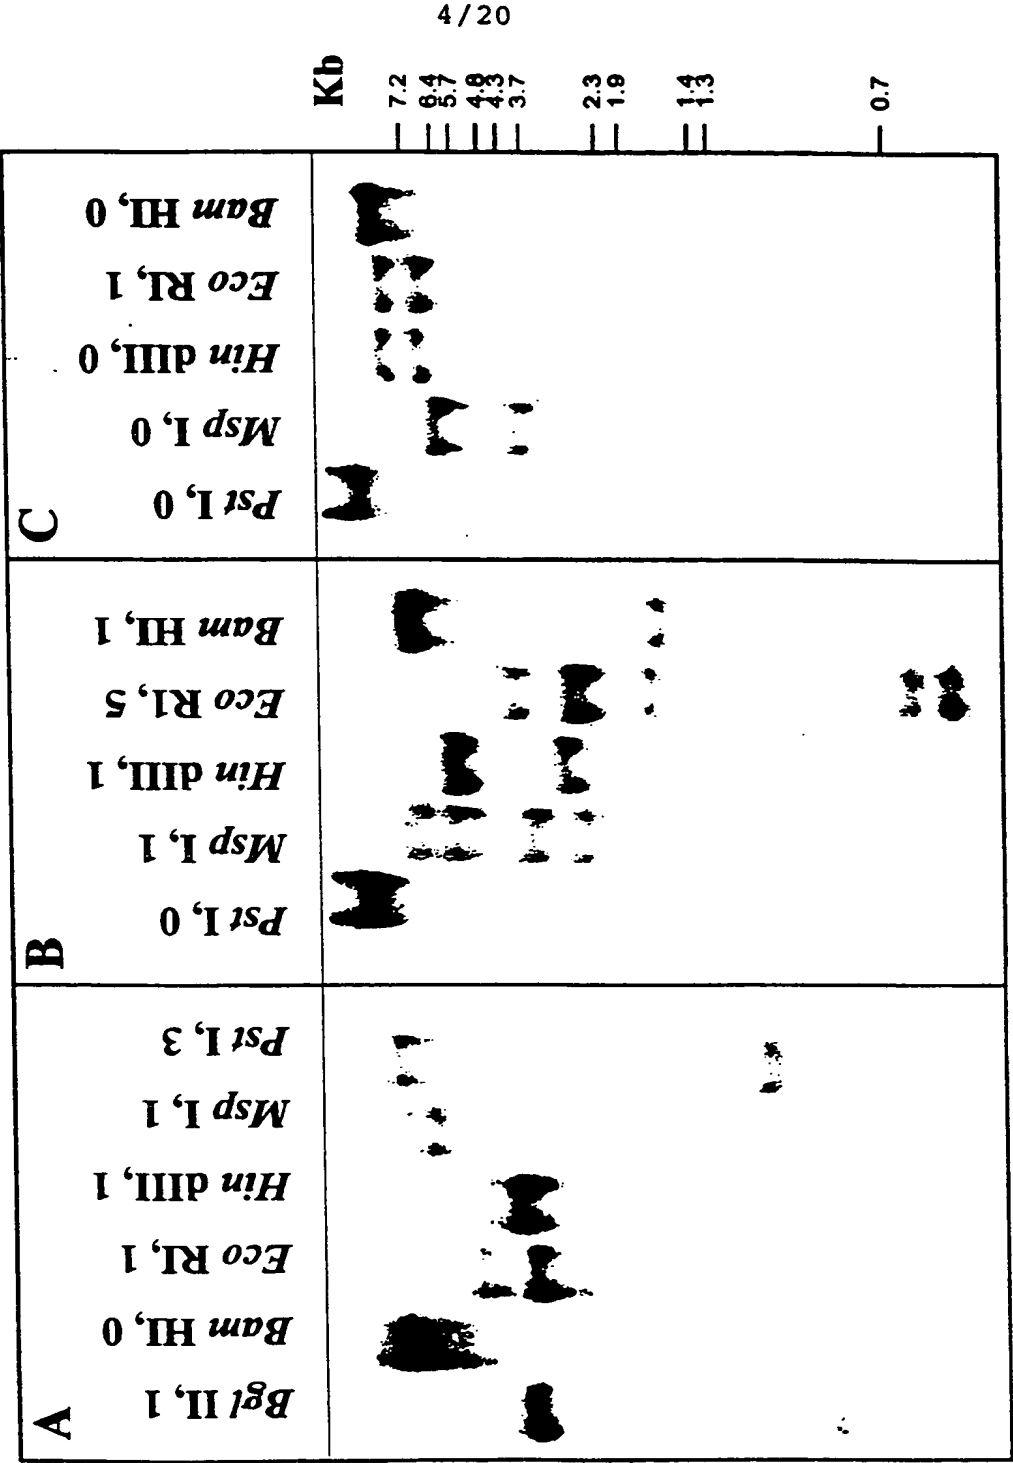 4/20
Kb
7.2
6.4
5.7
4.8
4.3
3.7
2.3
1.9
1.4
1.3
0.7
C
Bam HI, 0
Eco RI, 1
Hin dIII, 0
Msp I, 0
Pst I, 0
B
Bam HI, 1
Eco R1, 5
Hin dIII, 1
Msp I, 1
Pst I, 0
A
Pst I, 3
Msp I, 1
Hin dIII, 1
Eco RI, 1
Bam HI, 0
Bgl II, 1